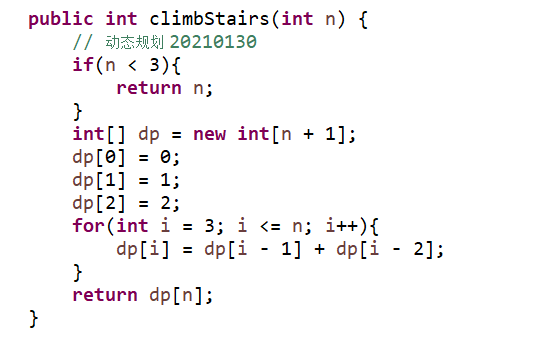 public int climbStairs(int n) {
    // 动态规划 20210130
    if(n < 3){
        return n;
    }
    int[] dp = new int[n + 1];
    dp[0] = 0;
    dp[1] = 1;
    dp[2] = 2;
    for(int i = 3; i <= n; i++){
        dp[i] = dp[i - 1] + dp[i - 2];
    }
    return dp[n];
}